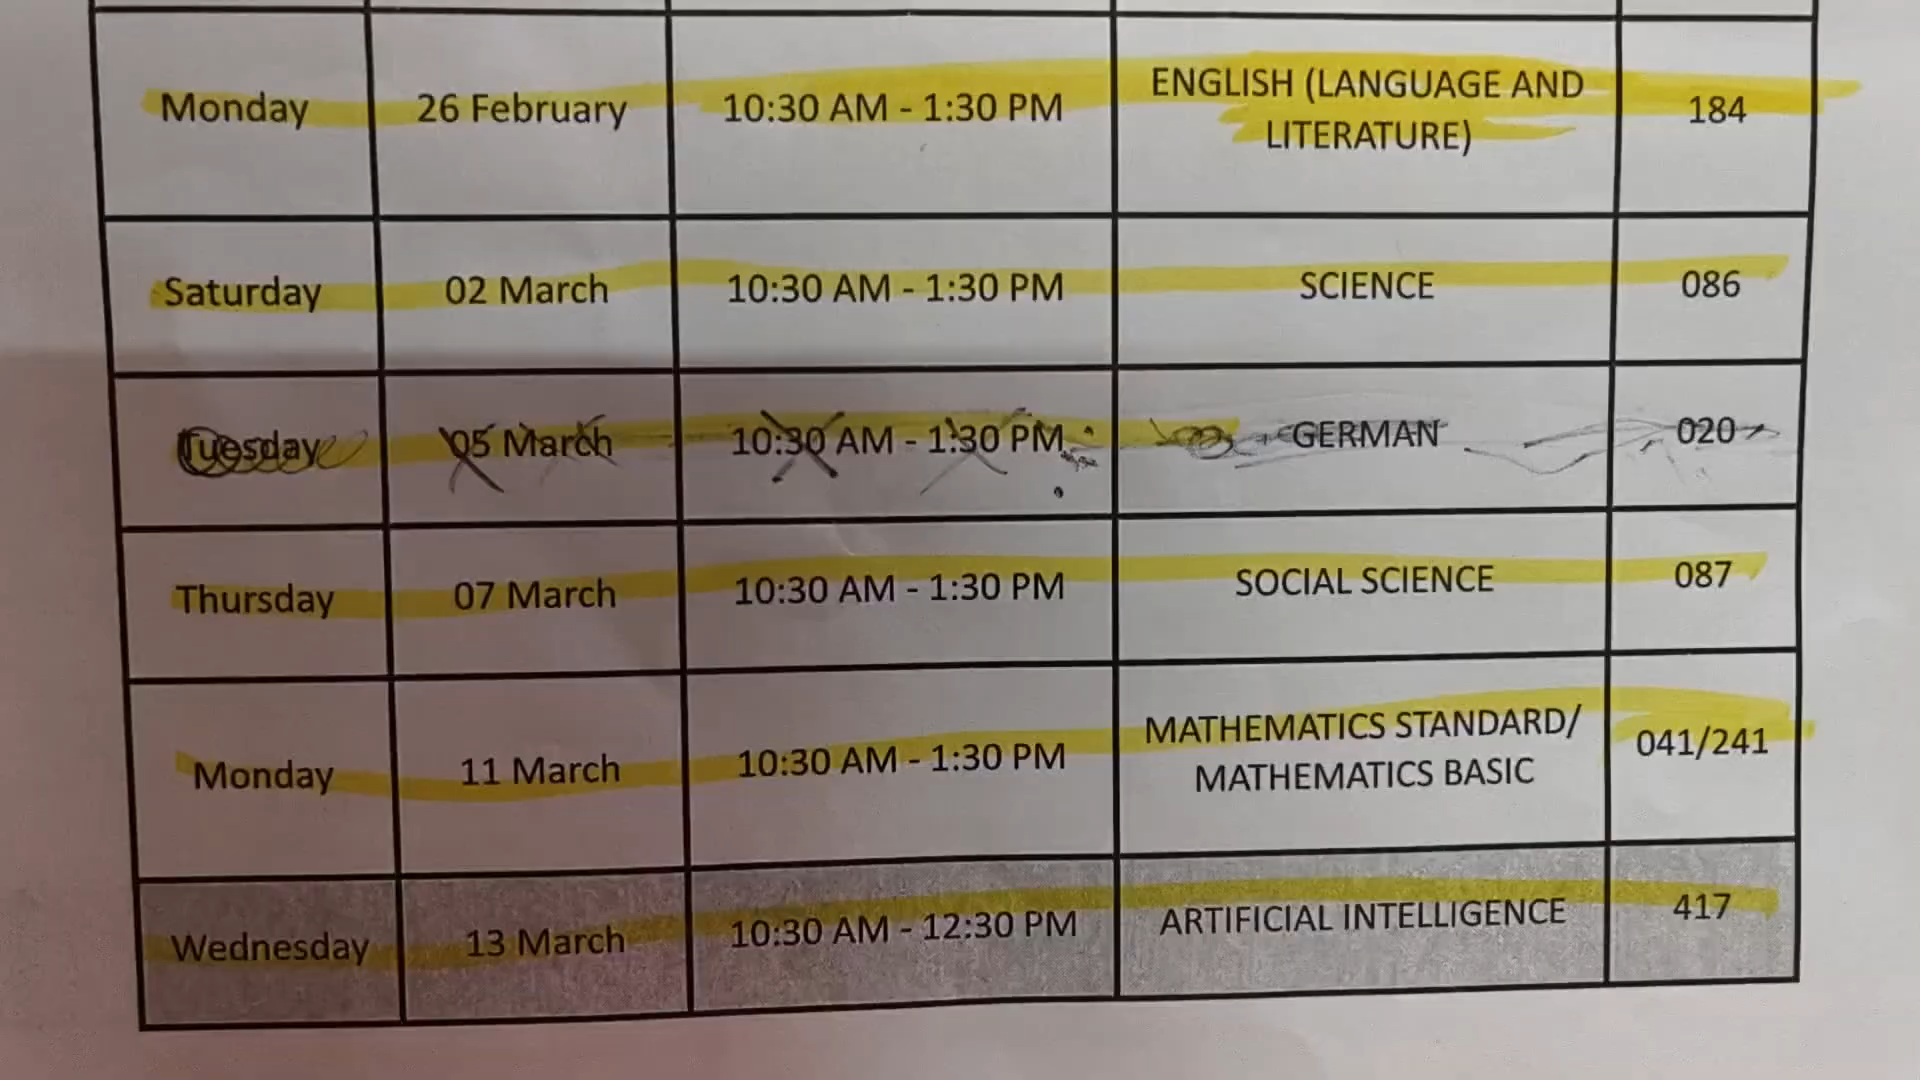 Monday 26 February 10:30 AM - 1:30 PM ENGLISH (LANGUAGE AND LITERATURE) 184
Saturday 02 March 10:30 AM - 1:30 PM SCIENCE 086
Tuesday 05 March 10:30 AM - 1:30 PM GERMAN 020
Thursday 07 March 10:30 AM - 1:30 PM SOCIAL SCIENCE 087
Monday 11 March 10:30 AM - 1:30 PM MATHEMATICS STANDARD/ MATHEMATICS BASIC 041/241
Wednesday 13 March 10:30 AM - 12:30 PM ARTIFICIAL INTELLIGENCE 417